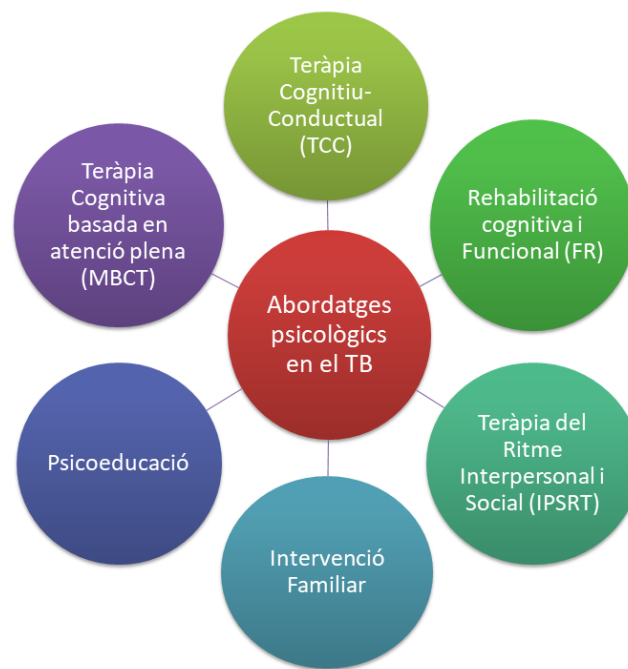 Teràpia
Cognitiu-
Conductual
(TCC)
Teràpia
Cognitiva
basada en
atenció plena
(MBCT)
Rehabilitació
cognitiva i
Funcional (FR)
Abordatges
psicològics
en el TB
Psicoeducació
Teràpia del
Ritme
Interpersonal i
Social (IPSRT)
Intervenció
Familiar